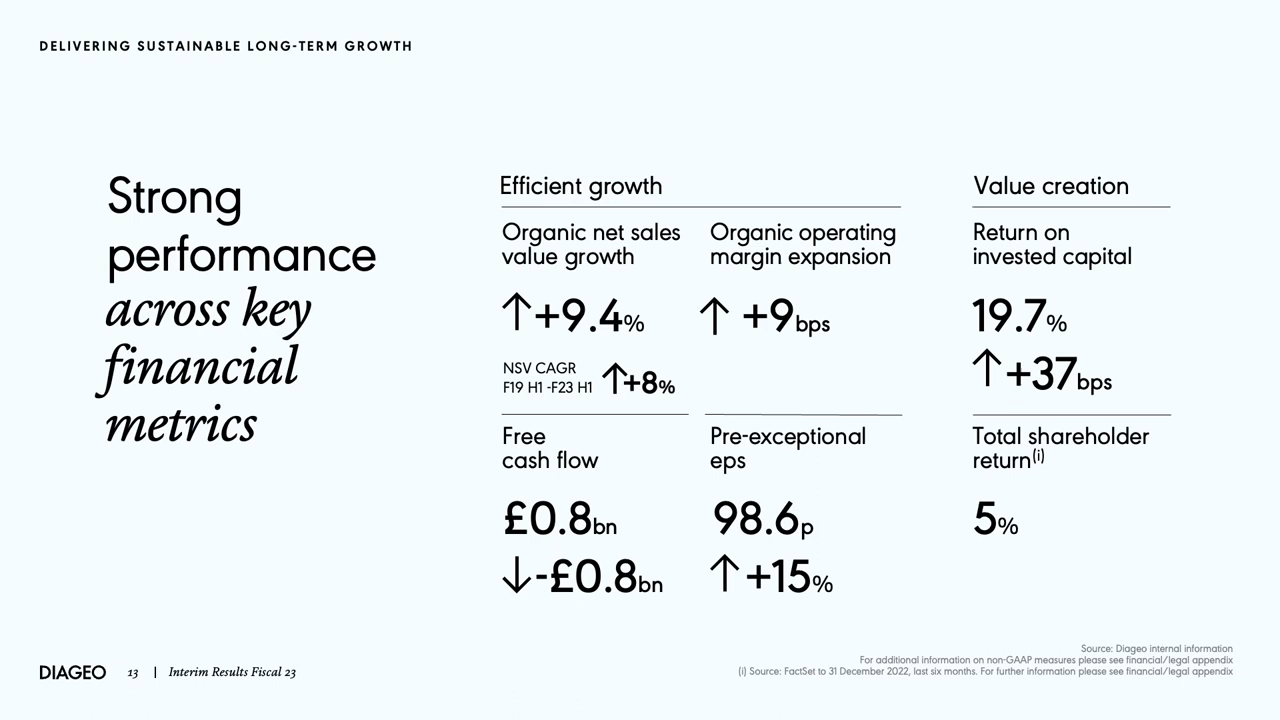 DELIVERING SUSTAINABLE LONG-TERM GROWTH
Strong
performance
across key
financial
metrics
Efficient growth
Organic net sales
value growth
↑+9.4%
NSV CAGR
F19 H1 -F23 H1
↑+8%
Organic operating
margin expansion
↑ +9bps
Free
cash flow
£0.8bn
↓-£0.8bn
Pre-exceptional
eps
98.6p
↑ +15%
Value creation
Return on
invested capital
19.7%
↑+37bps
Total shareholder
return(i)
5%
Source: Diageo internal information
For additional information on non-GAAP measures please see financial/legal appendix
(i) Source: FactSet to 31 December 2022, last six months. For further information please see financial/legal appendix
DIAGEO 13 | Interim Results Fiscal 23